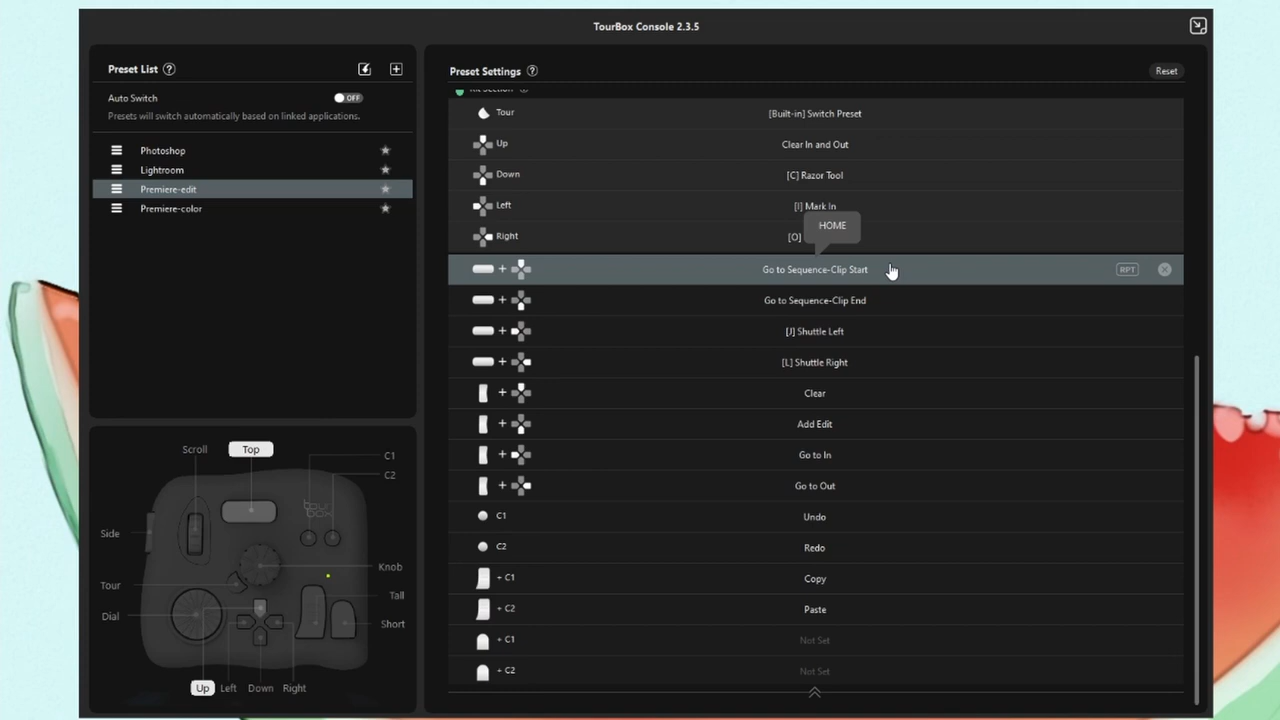 TourBox Console 2.3.5
Preset List ?
Auto Switch
OFF
Presets will switch automatically based on linked applications.
Photoshop
Lightroom
Premiere-edit
Premiere-color
Scroll
Top
C1
C2
Side
Knob
Tour
Tall
Dial
Short
Up
Left
Down
Right
Preset Settings ?
Reset
Tour
[Built-in] Switch Preset
Up
Clear In and Out
Down
[C] Razor Tool
Left
[I] Mark In
Right
[O]
HOME
+
Go to Sequence-Clip Start
RPT
+
Go to Sequence-Clip End
+
[J] Shuttle Left
+
[L] Shuttle Right
+
Clear
+
Add Edit
+
Go to In
+
Go to Out
C1
Undo
C2
Redo
+ C1
Copy
+ C2
Paste
+ C1
Not Set
+ C2
Not Set